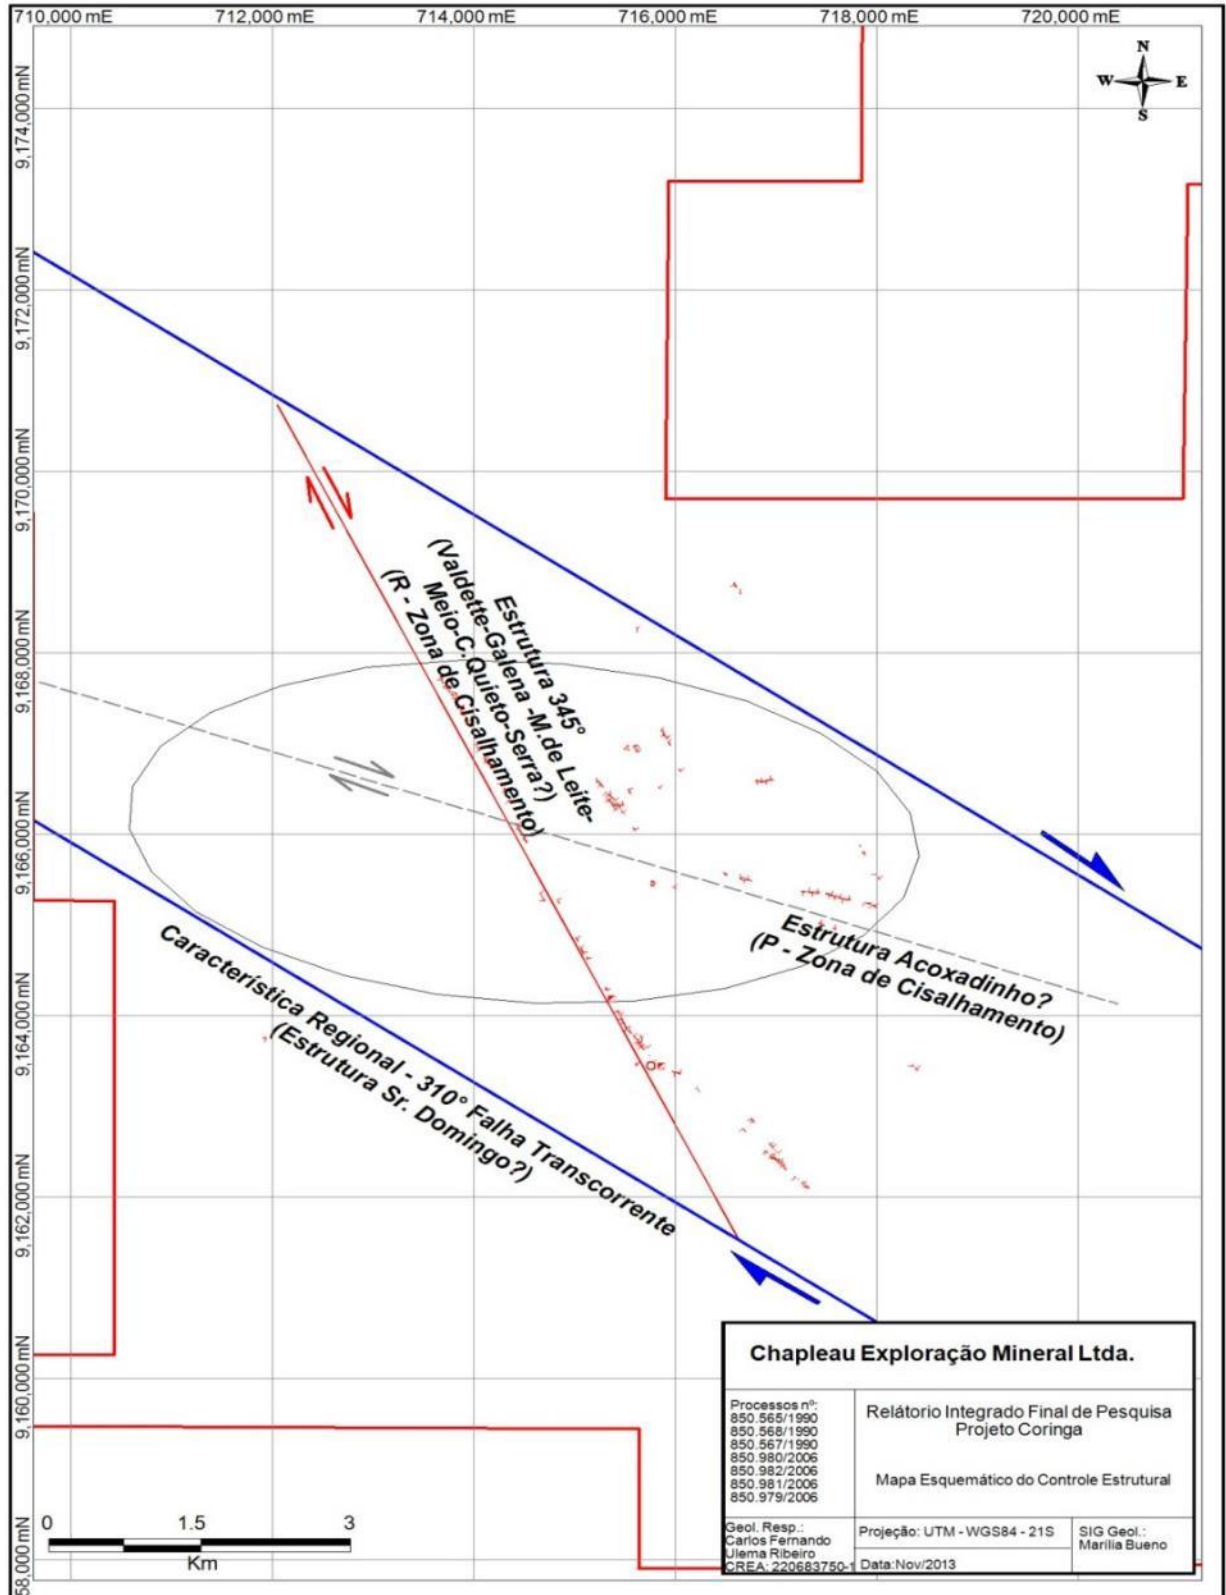 710,000 mE
712,000 mE
714,000 mE
716,000 mE
718,000 mE
720,000 mE
N
W
E
S
9,174,000 mN
9,172,000 mN
9,170,000 mN
9,168,000 mN
9,166,000 mN
9,164,000 mN
9,162,000 mN
9,160,000 mN
58,000 mN
Estrutura 345°
(Valdette-Galena -M.de Leite-
Meio-C.Quieto-Serra?)
(R - Zona de Cisalhamento)
Estrutura Acoxadinho?
(P - Zona de Cisalhamento)
Característica Regional - 310° Falha Transcorrente
(Estrutura Sr. Domingo?)
0
1.5
3
Km
Chapleau Exploração Mineral Ltda.
Processos nº:
850.565/1990
850.568/1990
850.567/1990
850.980/2006
850.982/2006
850.981/2006
850.979/2006
Relátorio Integrado Final de Pesquisa
Projeto Coringa
Mapa Esquemático do Controle Estrutural
Geol. Resp.:
Carlos Fernando
Ulema Ribeiro
CREA: 220683750-1
Projeção: UTM - WGS84 - 21S
Data:Nov/2013
SIG Geol.:
Marilia Bueno